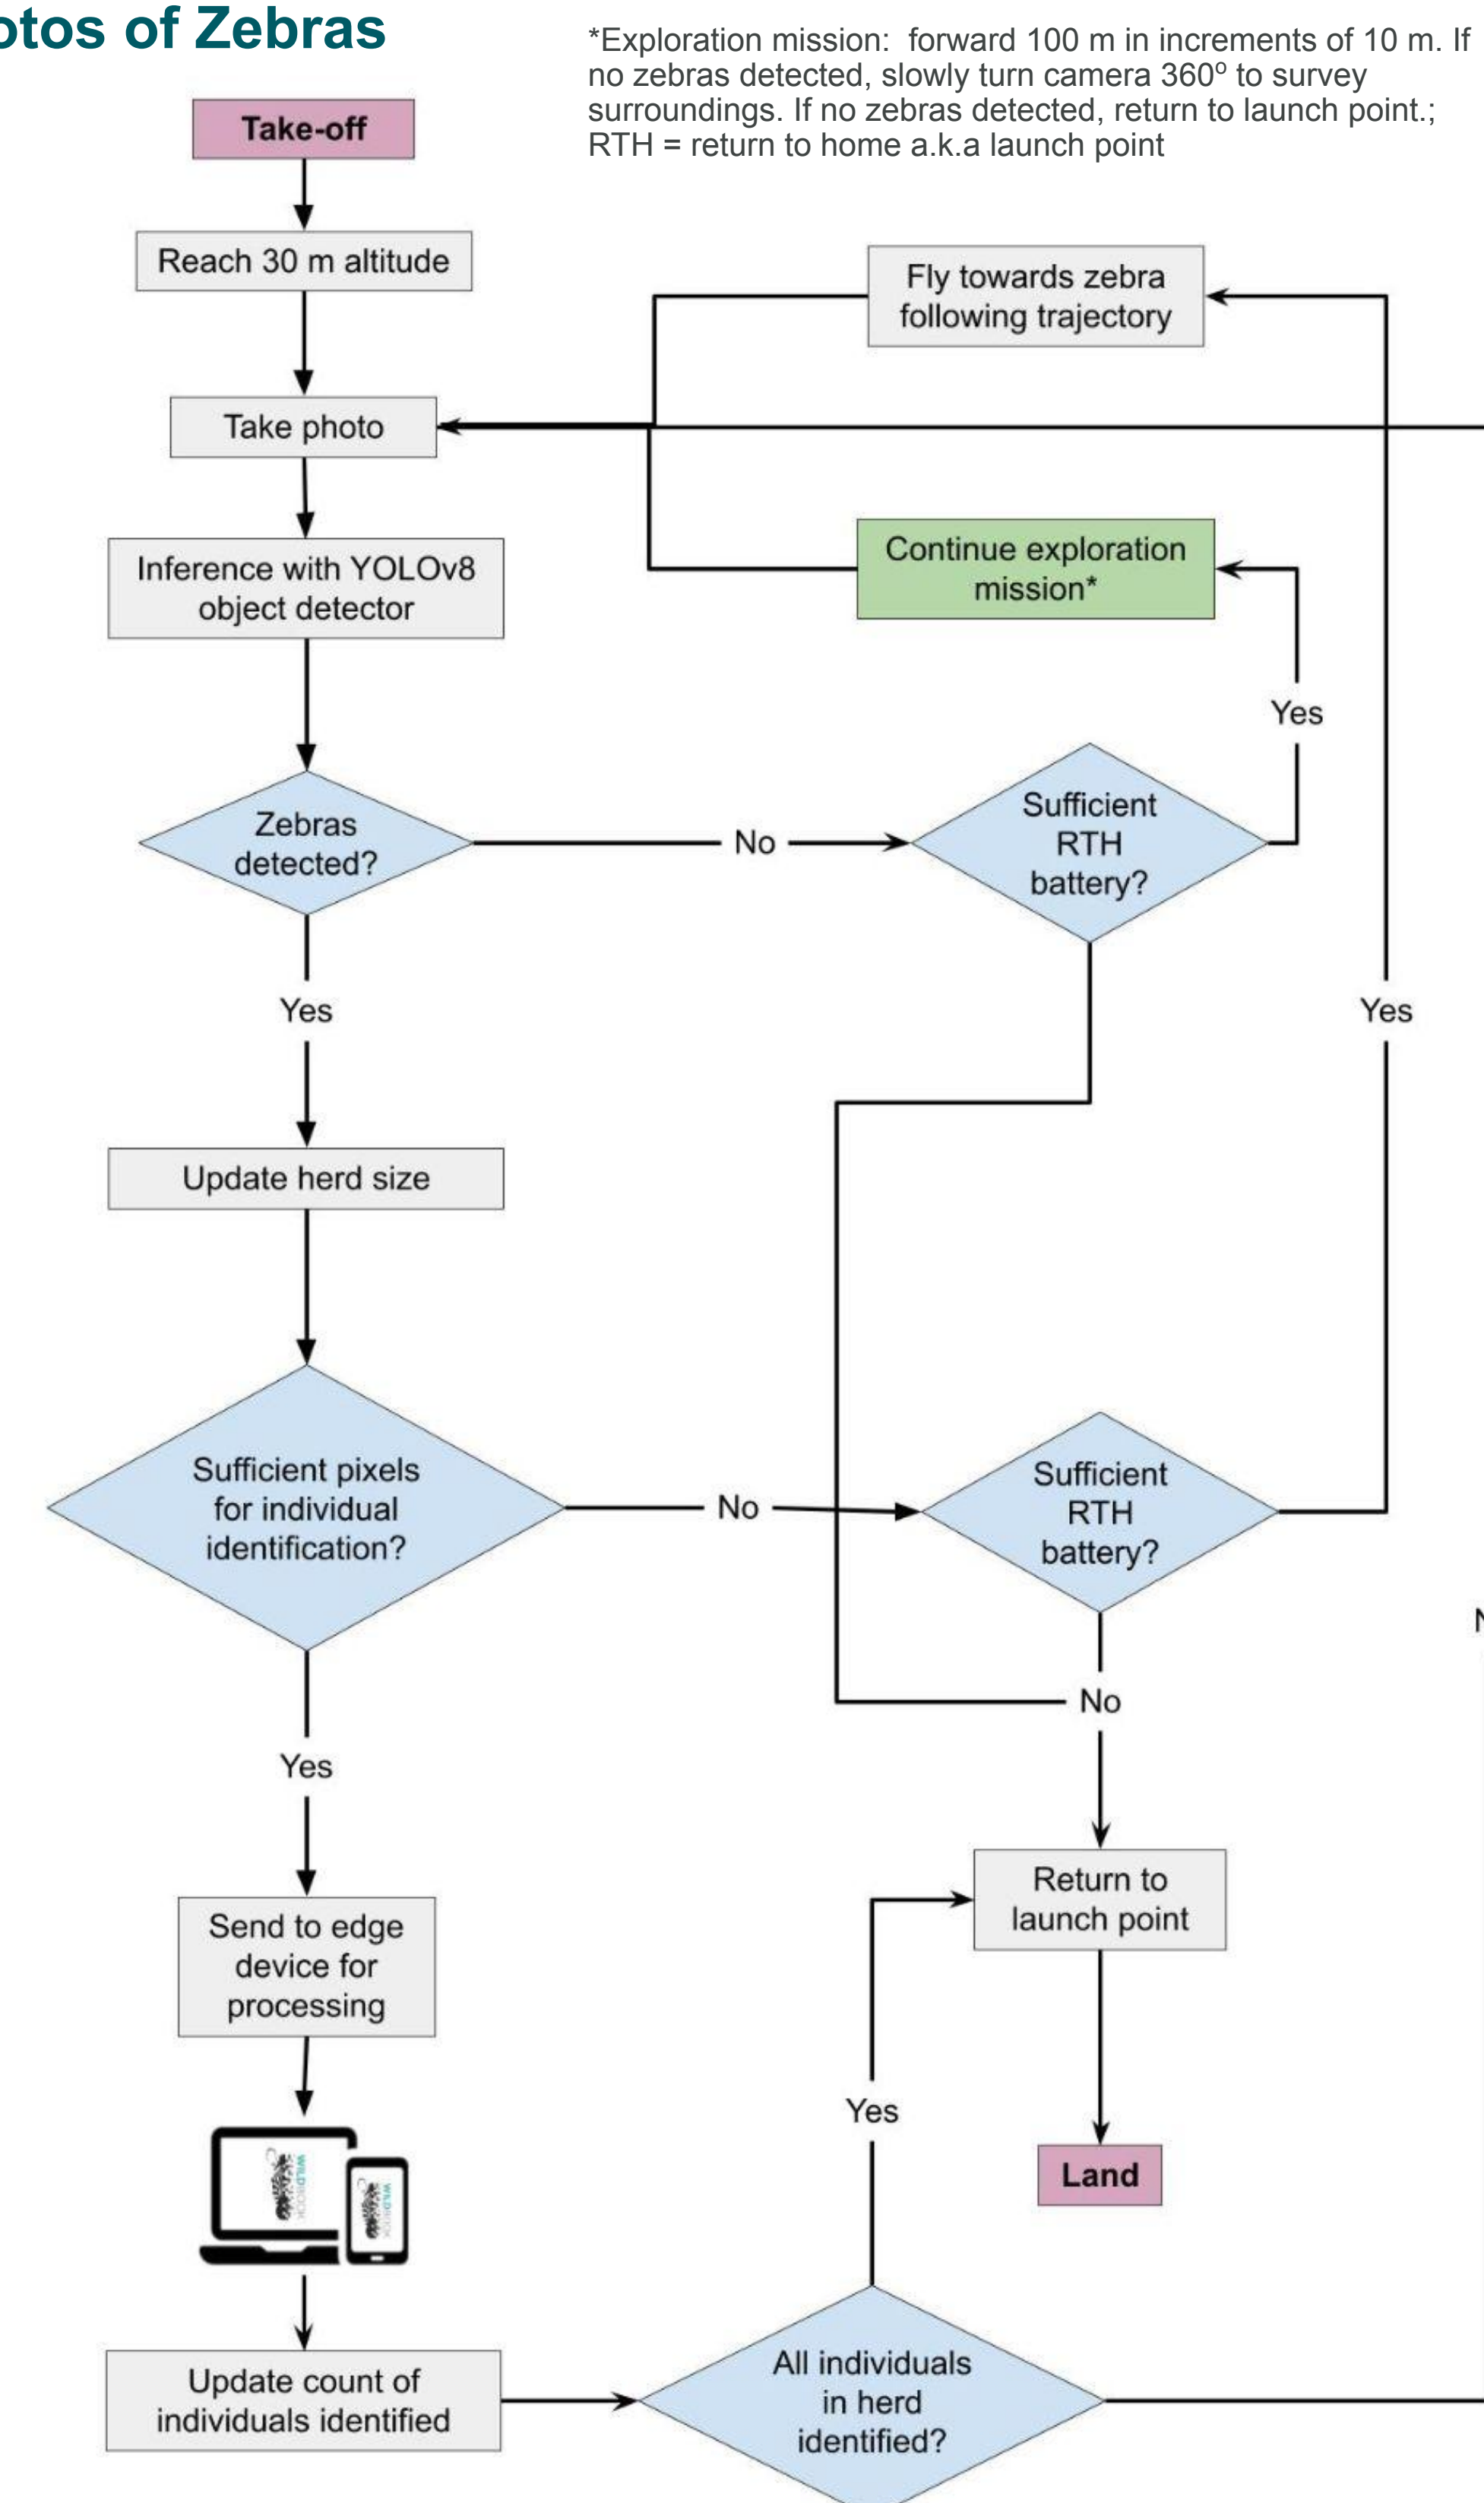 otos of Zebras
*Exploration mission: forward 100 m in increments of 10 m. If
no zebras detected, slowly turn camera 360º to survey
surroundings. If no zebras detected, return to launch point.;
RTH = return to home a.k.a launch point
Take-off
Reach 30 m altitude
Fly towards zebra
following trajectory
Take photo
Inference with YOLOv8
object detector
Continue exploration
mission*
Yes
Zebras
detected?
No
Sufficient
RTH
battery?
Yes
Yes
Update herd size
Sufficient pixels
for individual
identification?
No
Sufficient
RTH
battery?
No
Yes
Send to edge
device for
processing
Return to
launch point
Yes
Land
WILDBOOK
WILDBOOK
Update count of
individuals identified
All individuals
in herd
identified?